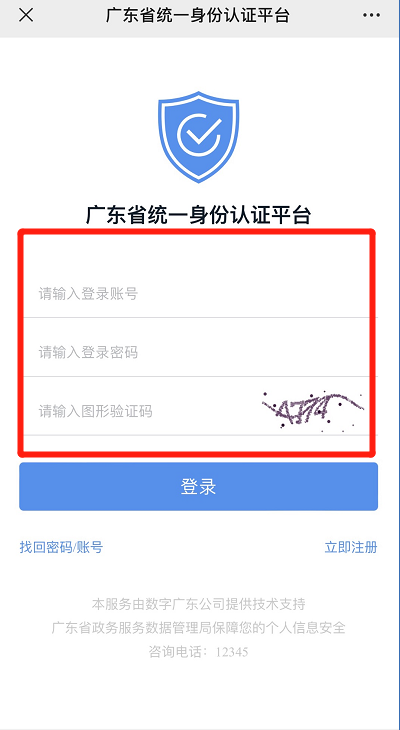 广东省统一身份认证平台
广东省统一身份认证平台
请输入登录账号
请输入登录密码
请输入图形验证码
登录
找回密码/账号
立即注册
本服务由数字广东公司提供技术支持
广东省政务服务数据管理局保障您的个人信息安全
咨询电话：12345